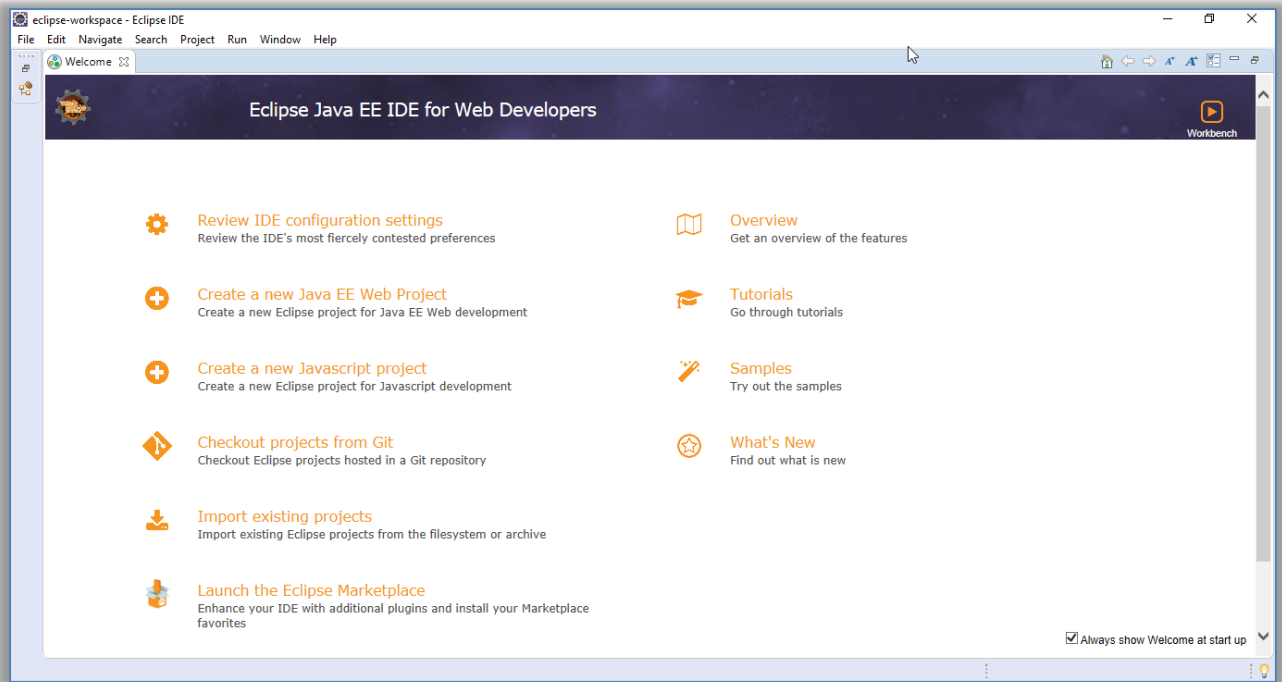 eclipse-workspace - Eclipse IDE
File Edit Navigate Search Project Run Window Help
Welcome
Eclipse Java EE IDE for Web Developers
Workbench
Review IDE configuration settings
Review the IDE's most fiercely contested preferences
Overview
Get an overview of the features
Create a new Java EE Web Project
Create a new Eclipse project for Java EE Web development
Tutorials
Go through tutorials
Create a new Javascript project
Create a new Eclipse project for Javascript development
Samples
Try out the samples
Checkout projects from Git
Checkout Eclipse projects hosted in a Git repository
What's New
Find out what is new
Import existing projects
Import existing Eclipse projects from the filesystem or archive
Launch the Eclipse Marketplace
Enhance your IDE with additional plugins and install your Marketplace
favorites
Always show Welcome at start up